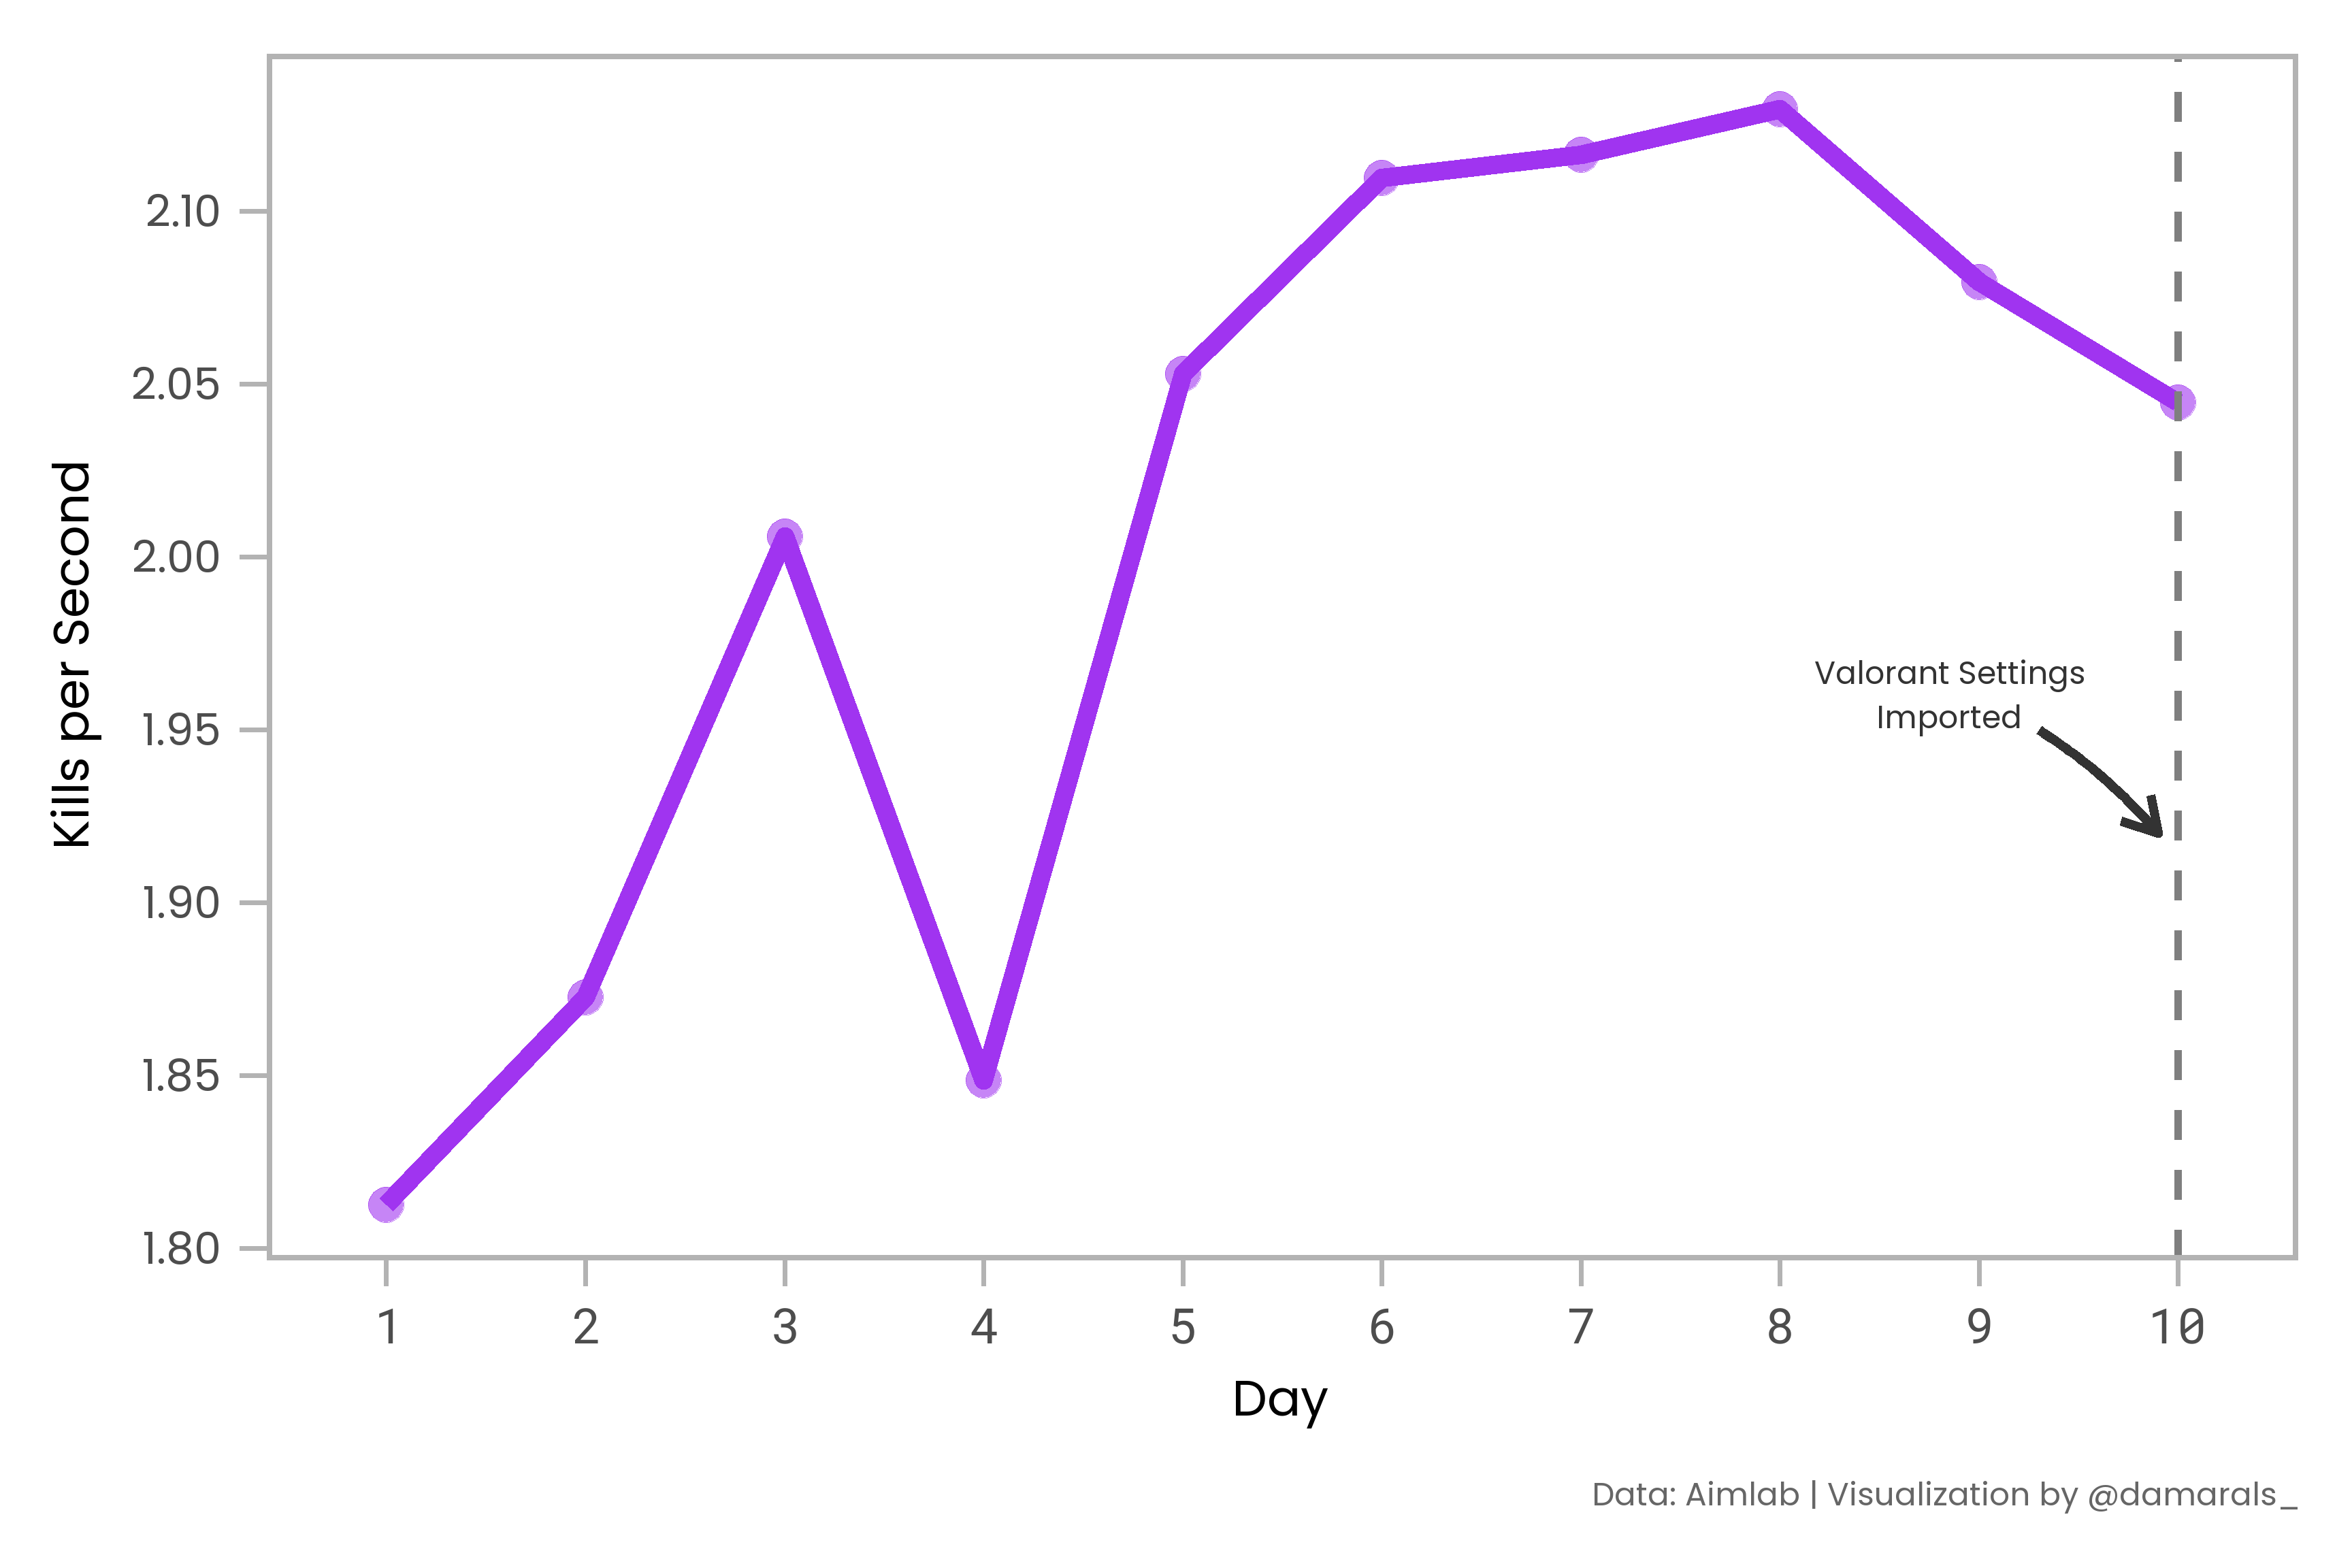 Kills per Second
2.10
2.05
2.00
1.95
1.90
1.85
1.80
Valorant Settings
Imported
1 2 3 4 5 6 7 8 9 10
Day
Data: Aimlab | Visualization by @damarals_